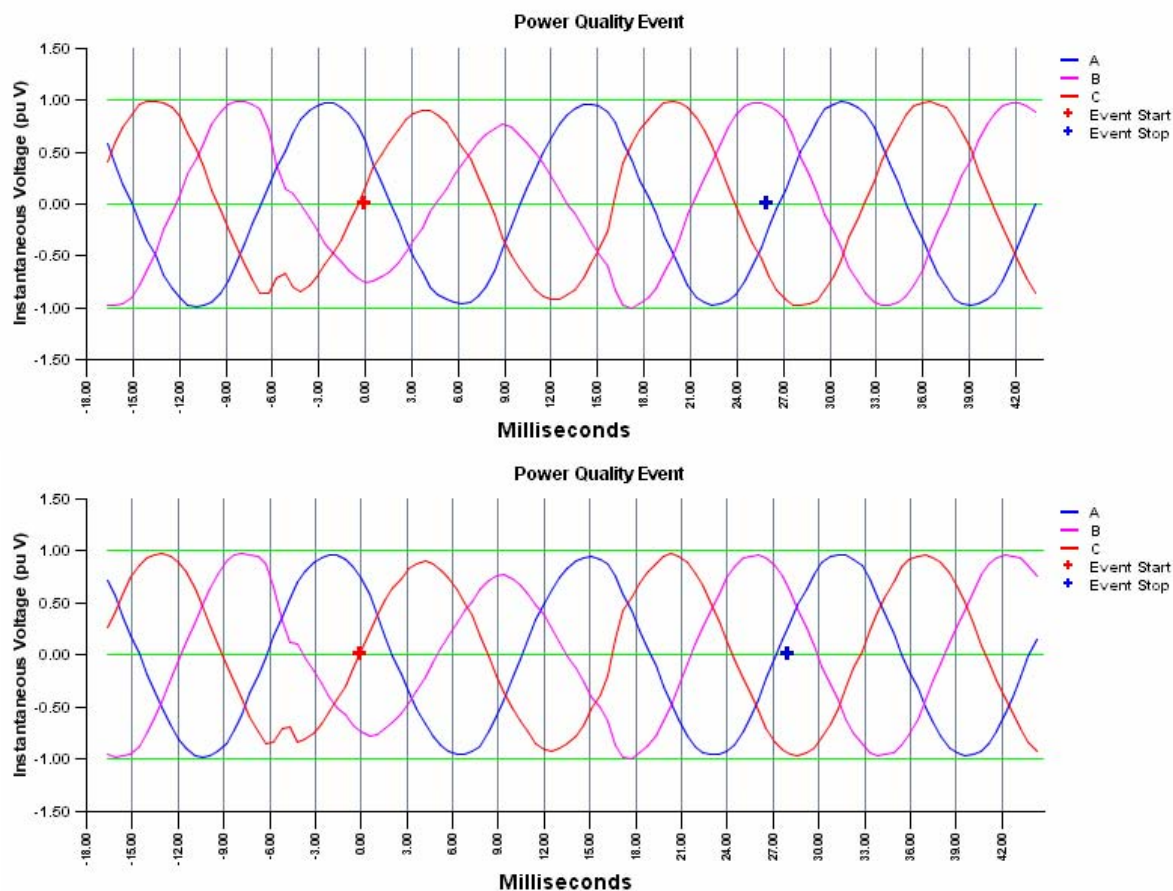 Power Quality Event
1.50
1.00
0.50
0.00
-0.50
-1.00
-1.50
Instantaneous Voltage (pu V)
A
B
C
Event Start
Event Stop
-18.00 -15.00 -12.00 -9.00 -6.00 -3.00 0.00 3.00 6.00 9.00 12.00 15.00 18.00 21.00 24.00 27.00 30.00 33.00 36.00 39.00 42.00
Milliseconds
Power Quality Event
1.50
1.00
0.50
0.00
-0.50
-1.00
-1.50
Instantaneous Voltage (pu V)
A
B
C
Event Start
Event Stop
-18.00 -15.00 -12.00 -9.00 -6.00 -3.00 0.00 3.00 6.00 9.00 12.00 15.00 18.00 21.00 24.00 27.00 30.00 33.00 36.00 39.00 42.00
Milliseconds